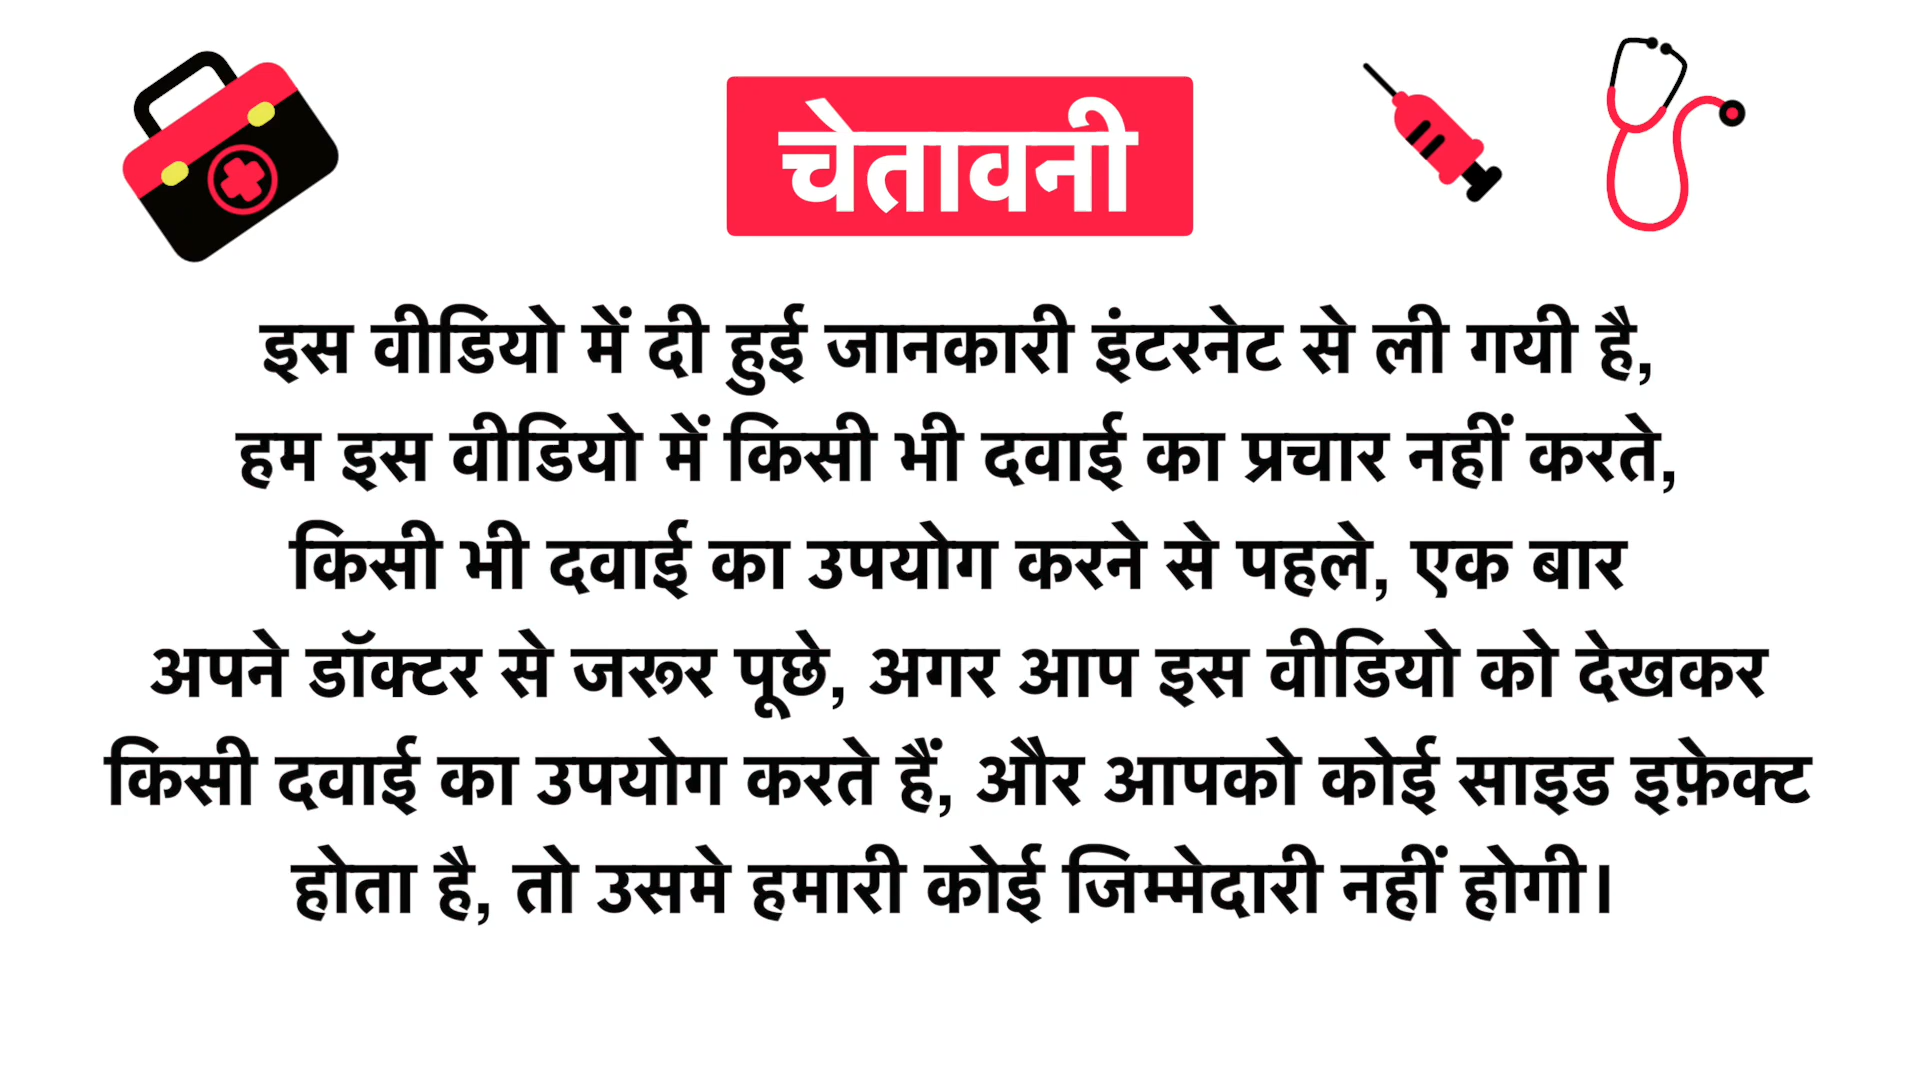 चेतावनी
इस वीडियो में दी हुई जानकारी इंटरनेट से ली गयी है,
हम इस वीडियो में किसी भी दवाई का प्रचार नहीं करते,
किसी भी दवाई का उपयोग करने से पहले, एक बार
अपने डॉक्टर से जरूर पूछे, अगर आप इस वीडियो को देखकर
किसी दवाई का उपयोग करते हैं, और आपको कोई साइड इफ़ेक्ट
होता है, तो उसमे हमारी कोई जिम्मेदारी नहीं होगी।